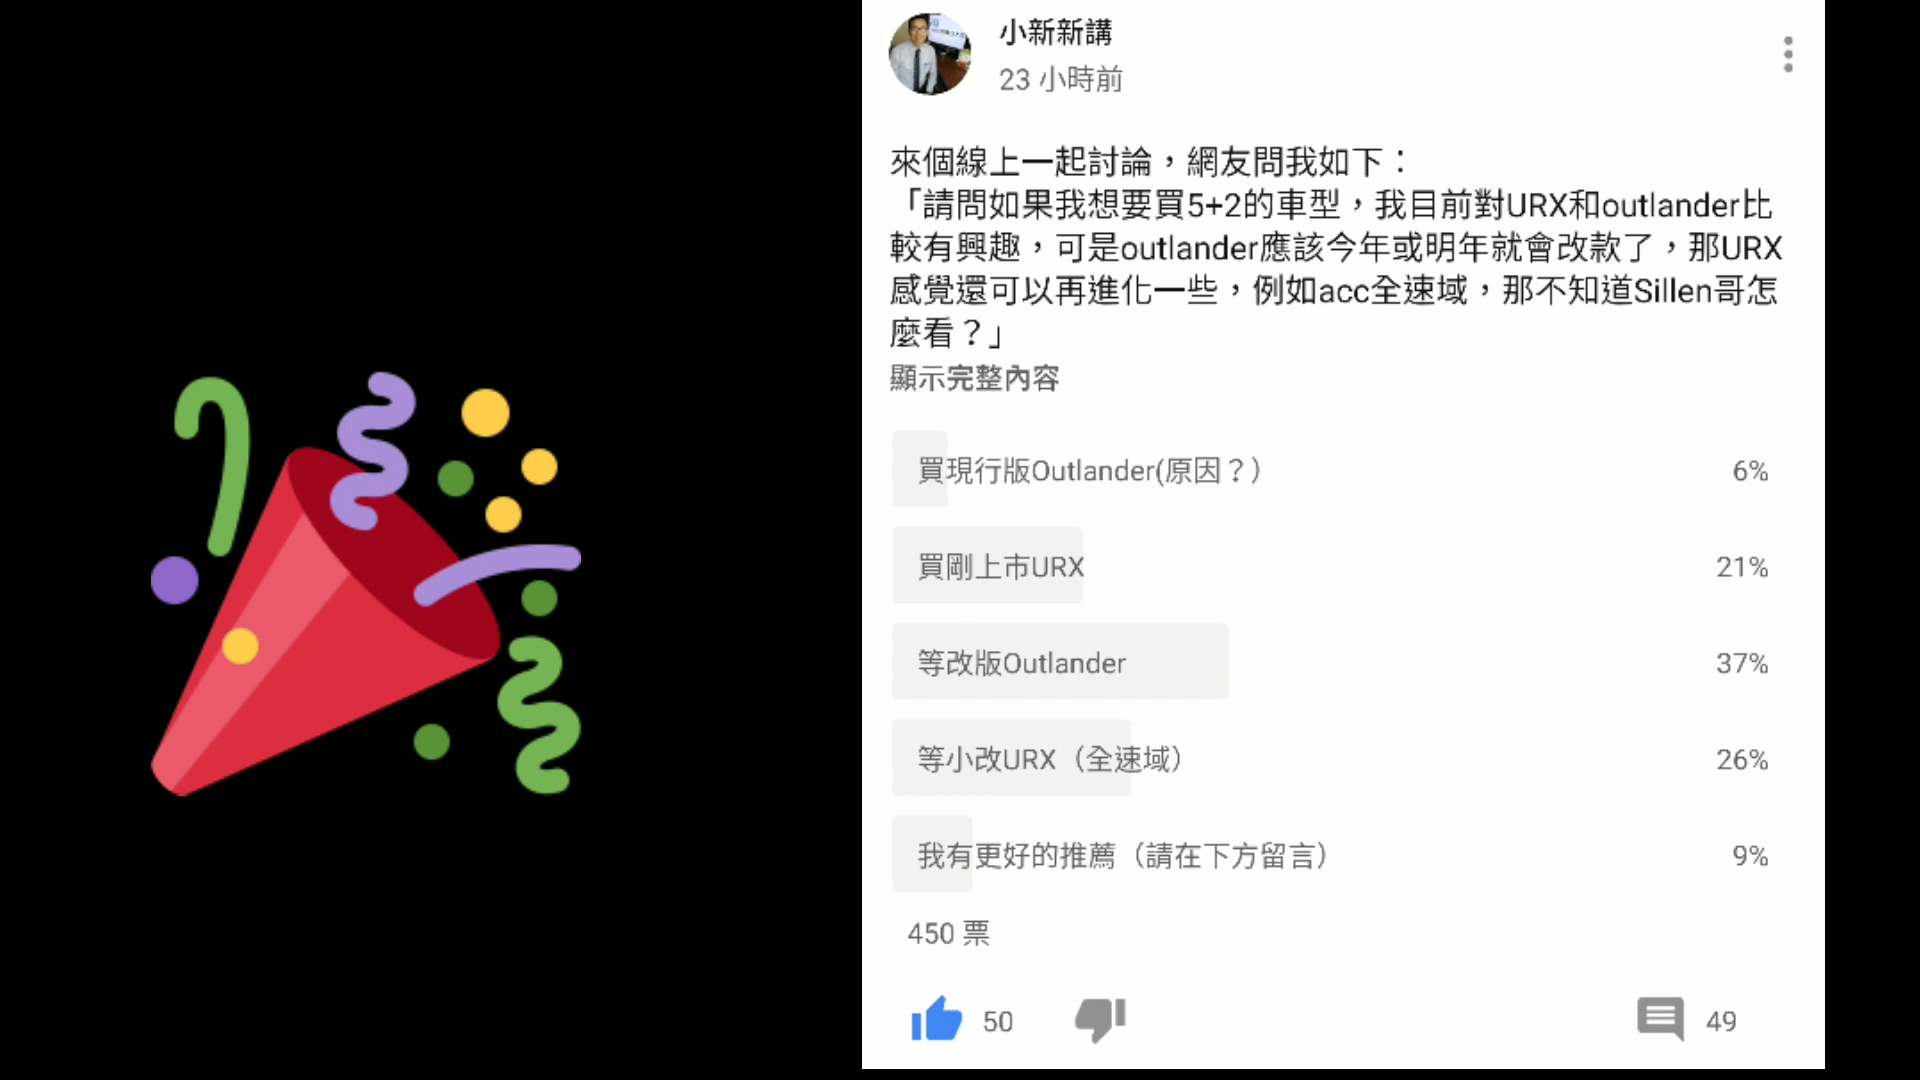 小新新講
23 小時前
來個線上一起討論，網友問我如下：
「請問如果我想要買5+2的車型，我目前對URX和outlander比
較有興趣，可是outlander應該今年或明年就會改款了，那URX
感覺還可以再進化一些，例如acc全速域，那不知道Sillen哥怎
麼看？」
顯示完整內容
買現行版Outlander(原因？）
6%
買剛上市URX
21%
等改版Outlander
37%
等小改URX（全速域）
26%
我有更好的推薦（請在下方留言）
9%
450 票
50
49